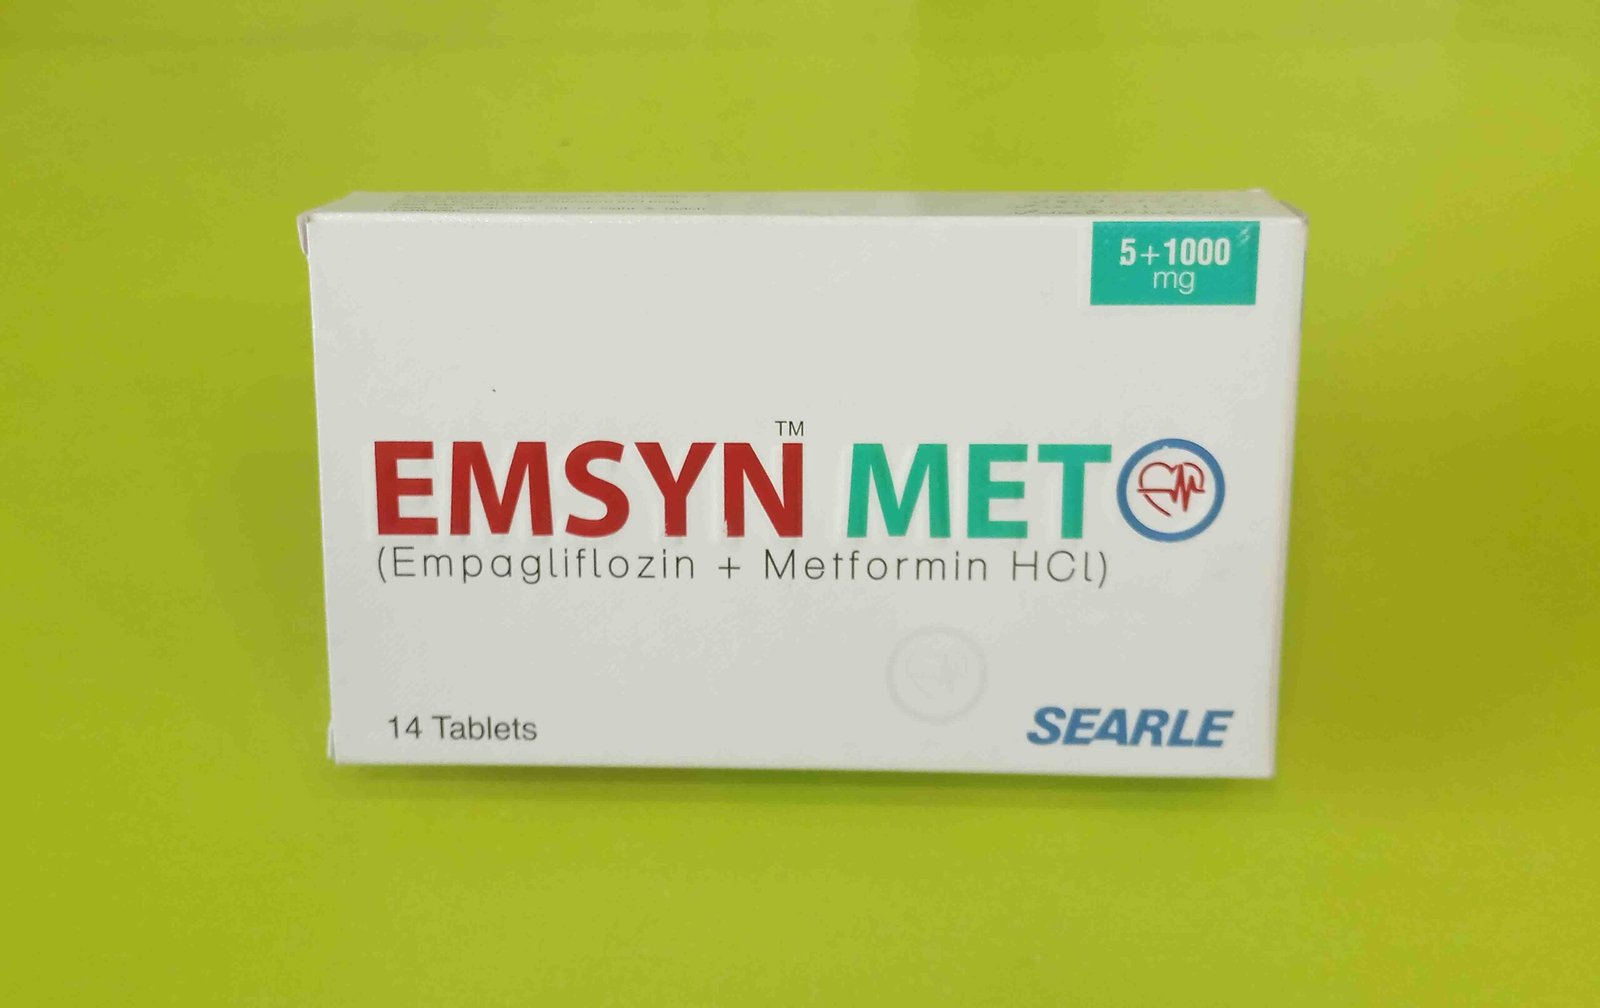 5+1000
mg
EMSYN™ MET
(Empagliflozin + Metformin HCl)
14 Tablets
SEARLE